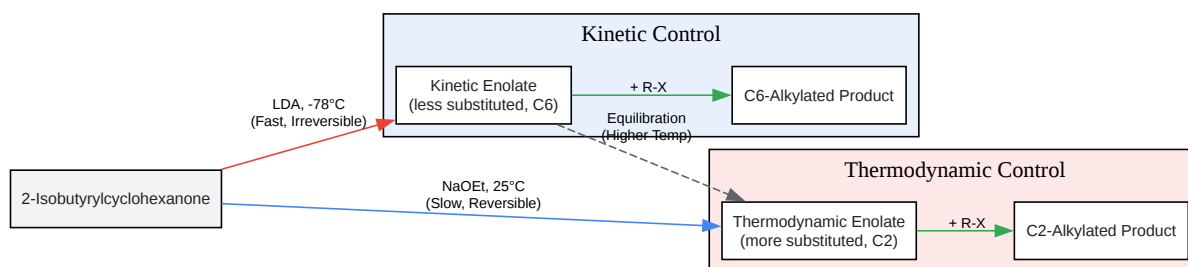 Kinetic Control
Kinetic Enolate
(less substituted, C6)
+ R-X
C6-Alkylated Product
LDA, -78°C
(Fast, Irreversible)
Equilibration
(Higher Temp)
Thermodynamic Control
2-Isobutyrylcyclohexanone
NaOEt, 25°C
(Slow, Reversible)
Thermodynamic Enolate
(more substituted, C2)
+ R-X
C2-Alkylated Product